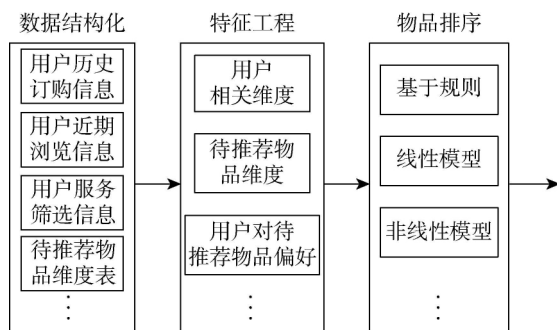 数据结构化
用户历史
订购信息
用户近期
浏览信息
用户服务
筛选信息
待推荐物
品维度表
⋮
特征工程
用户
相关维度
待推荐物
品维度
用户对待
推荐物品偏好
⋮
物品排序
基于规则
线性模型
非线性模型
⋮